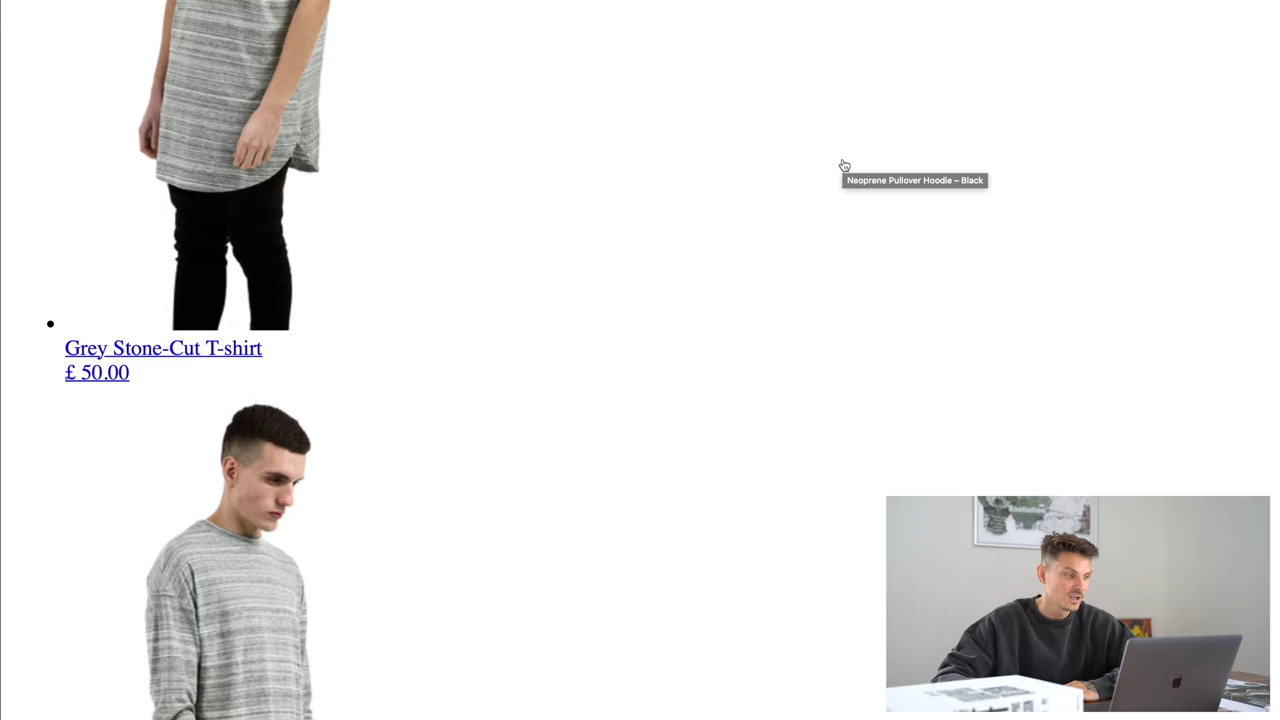 Neoprene Pullover Hoodie – Black
Grey Stone-Cut T-shirt
£ 50.00